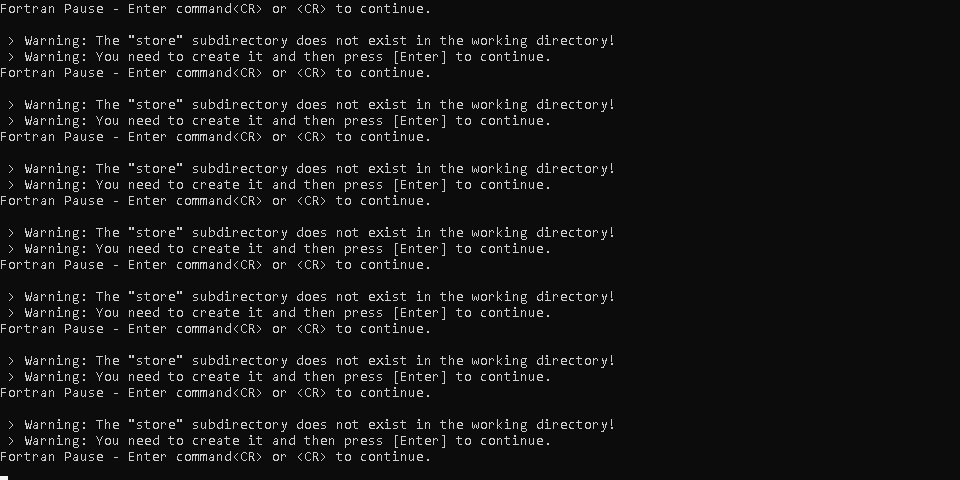 Fortran Pause - Enter command<CR> or <CR> to continue.
> Warning: The "store" subdirectory does not exist in the working directory!
> Warning: You need to create it and then press [Enter] to continue.
Fortran Pause - Enter command<CR> or <CR> to continue.
> Warning: The "store" subdirectory does not exist in the working directory!
> Warning: You need to create it and then press [Enter] to continue.
Fortran Pause - Enter command<CR> or <CR> to continue.
> Warning: The "store" subdirectory does not exist in the working directory!
> Warning: You need to create it and then press [Enter] to continue.
Fortran Pause - Enter command<CR> or <CR> to continue.
> Warning: The "store" subdirectory does not exist in the working directory!
> Warning: You need to create it and then press [Enter] to continue.
Fortran Pause - Enter command<CR> or <CR> to continue.
> Warning: The "store" subdirectory does not exist in the working directory!
> Warning: You need to create it and then press [Enter] to continue.
Fortran Pause - Enter command<CR> or <CR> to continue.
> Warning: The "store" subdirectory does not exist in the working directory!
> Warning: You need to create it and then press [Enter] to continue.
Fortran Pause - Enter command<CR> or <CR> to continue.
> Warning: The "store" subdirectory does not exist in the working directory!
> Warning: You need to create it and then press [Enter] to continue.
Fortran Pause - Enter command<CR> or <CR> to continue.